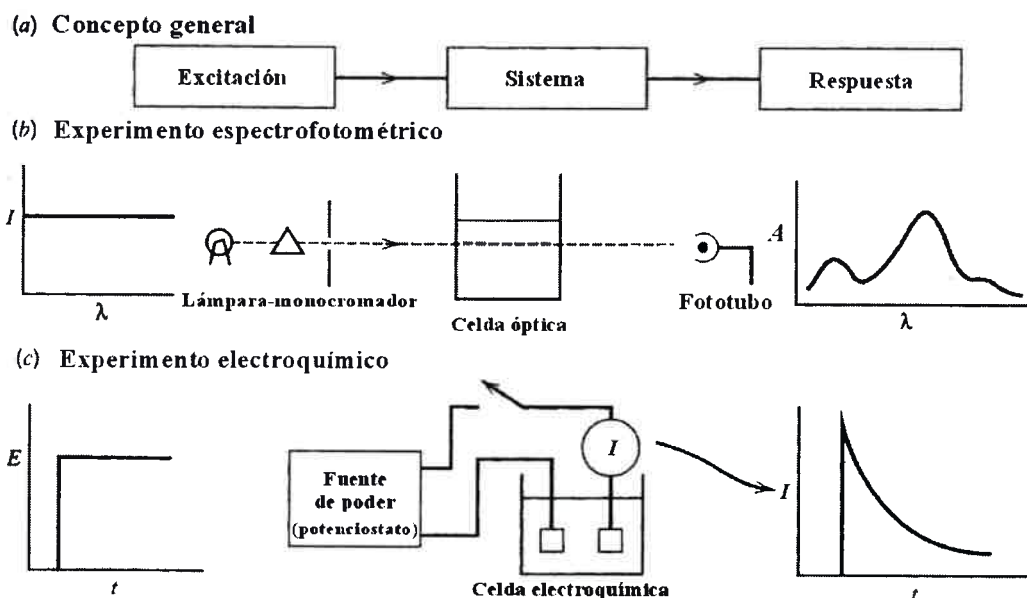 (a) Concepto general
Excitación
Sistema
Respuesta
(b) Experimento espectrofotométrico
I
λ
Lámpara-monocromador
Celda óptica
Fototubo
A
λ
(c) Experimento electroquímico
E
t
Fuente
de poder
(potenciostato)
I
Celda electroquímica
I
t